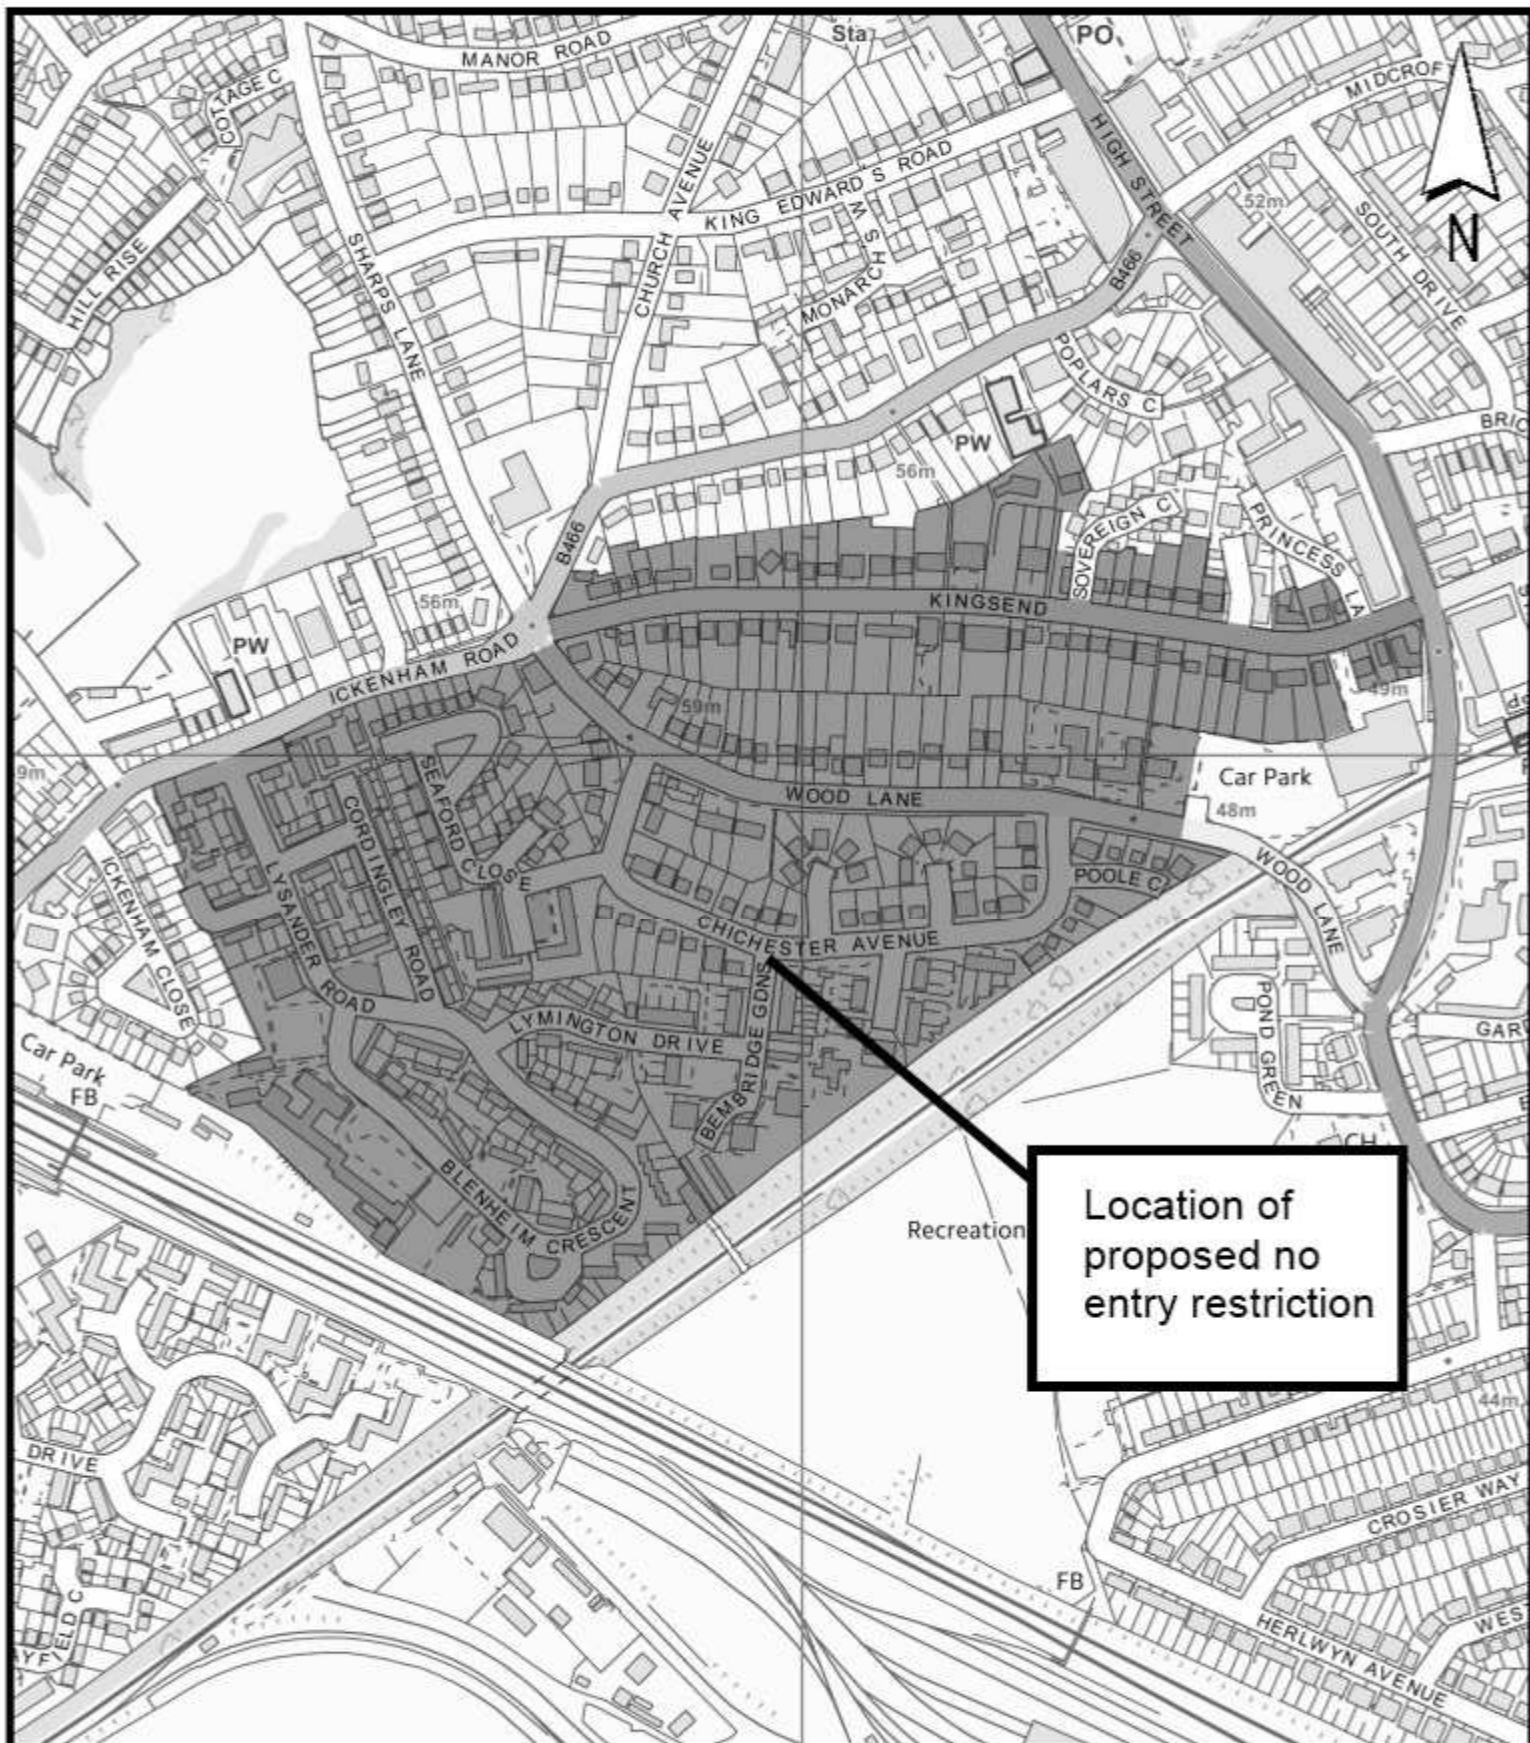 MANOR ROAD
Sta
PO
COTTAGE C
MIDCROF
HIGH STREET
CHURCH AVENUE
KING EDWARD'S ROAD
SHARPS LANE
HILL RISE
MONARCH S
W
52m
SOUTH DRIVE
N
B466
POPLARS C
PW
56m
BRIC
SOVEREIGN C
PRINCESS LA
B466
56m
KINGSEND
PW
ICKENHAM ROAD
59m
49m
9m
SEAFORD CLOSE
Car Park
WOOD LANE
48m
CORDINGLEY ROAD
WOOD LANE
LYSANDER ROAD
POOLE C
ICKENHAM CLOSE
CHICHESTER AVENUE
POND GREEN
LYMINGTON DRIVE
BEMBRIDGE GDNS
GAR
Car Park
FB
CH
BLENHEIM CRESCENT
Recreation
Location of
proposed no
entry restriction
44m
DRIVE
CROSIER WAY
FB
HERLWYN AVENUE
WEST
AYFIELD C